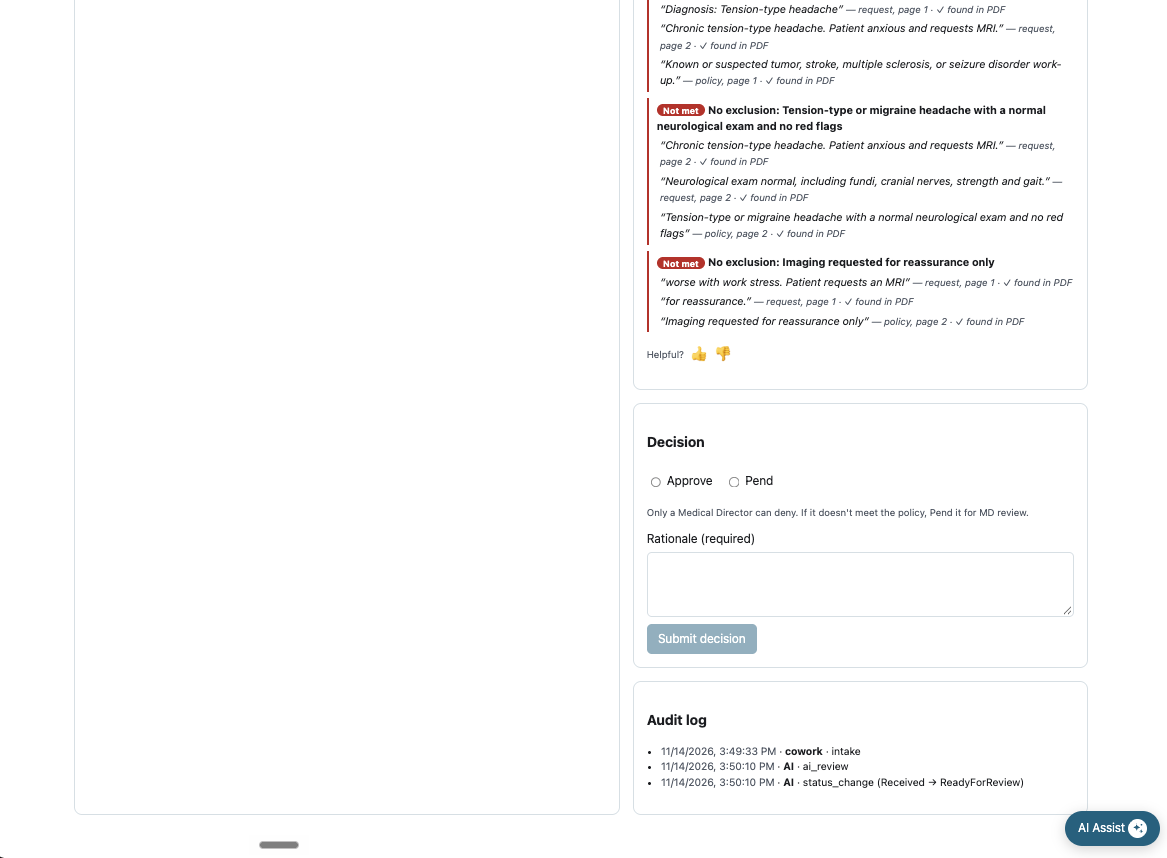 “Diagnosis: Tension-type headache” — request, page 1 · ✓ found in PDF
“Chronic tension-type headache. Patient anxious and requests MRI.” — request,
page 2 · ✓ found in PDF
“Known or suspected tumor, stroke, multiple sclerosis, or seizure disorder work-
up.” — policy, page 1 · ✓ found in PDF
Not met No exclusion: Tension-type or migraine headache with a normal
neurological exam and no red flags
“Chronic tension-type headache. Patient anxious and requests MRI.” — request,
page 2 · ✓ found in PDF
“Neurological exam normal, including fundi, cranial nerves, strength and gait.” —
request, page 2 · ✓ found in PDF
“Tension-type or migraine headache with a normal neurological exam and no red
flags” — policy, page 2 · ✓ found in PDF
Not met No exclusion: Imaging requested for reassurance only
“worse with work stress. Patient requests an MRI” — request, page 1 · ✓ found in PDF
“for reassurance.” — request, page 1 · ✓ found in PDF
“Imaging requested for reassurance only” — policy, page 2 · ✓ found in PDF
Helpful? 👍 👎
Decision
Approve Pend
Only a Medical Director can deny. If it doesn't meet the policy, Pend it for MD review.
Rationale (required)
Submit decision
Audit log
• 11/14/2026, 3:49:33 PM · cowork · intake
• 11/14/2026, 3:50:10 PM · AI · ai_review
• 11/14/2026, 3:50:10 PM · AI · status_change (Received → ReadyForReview)
AI Assist